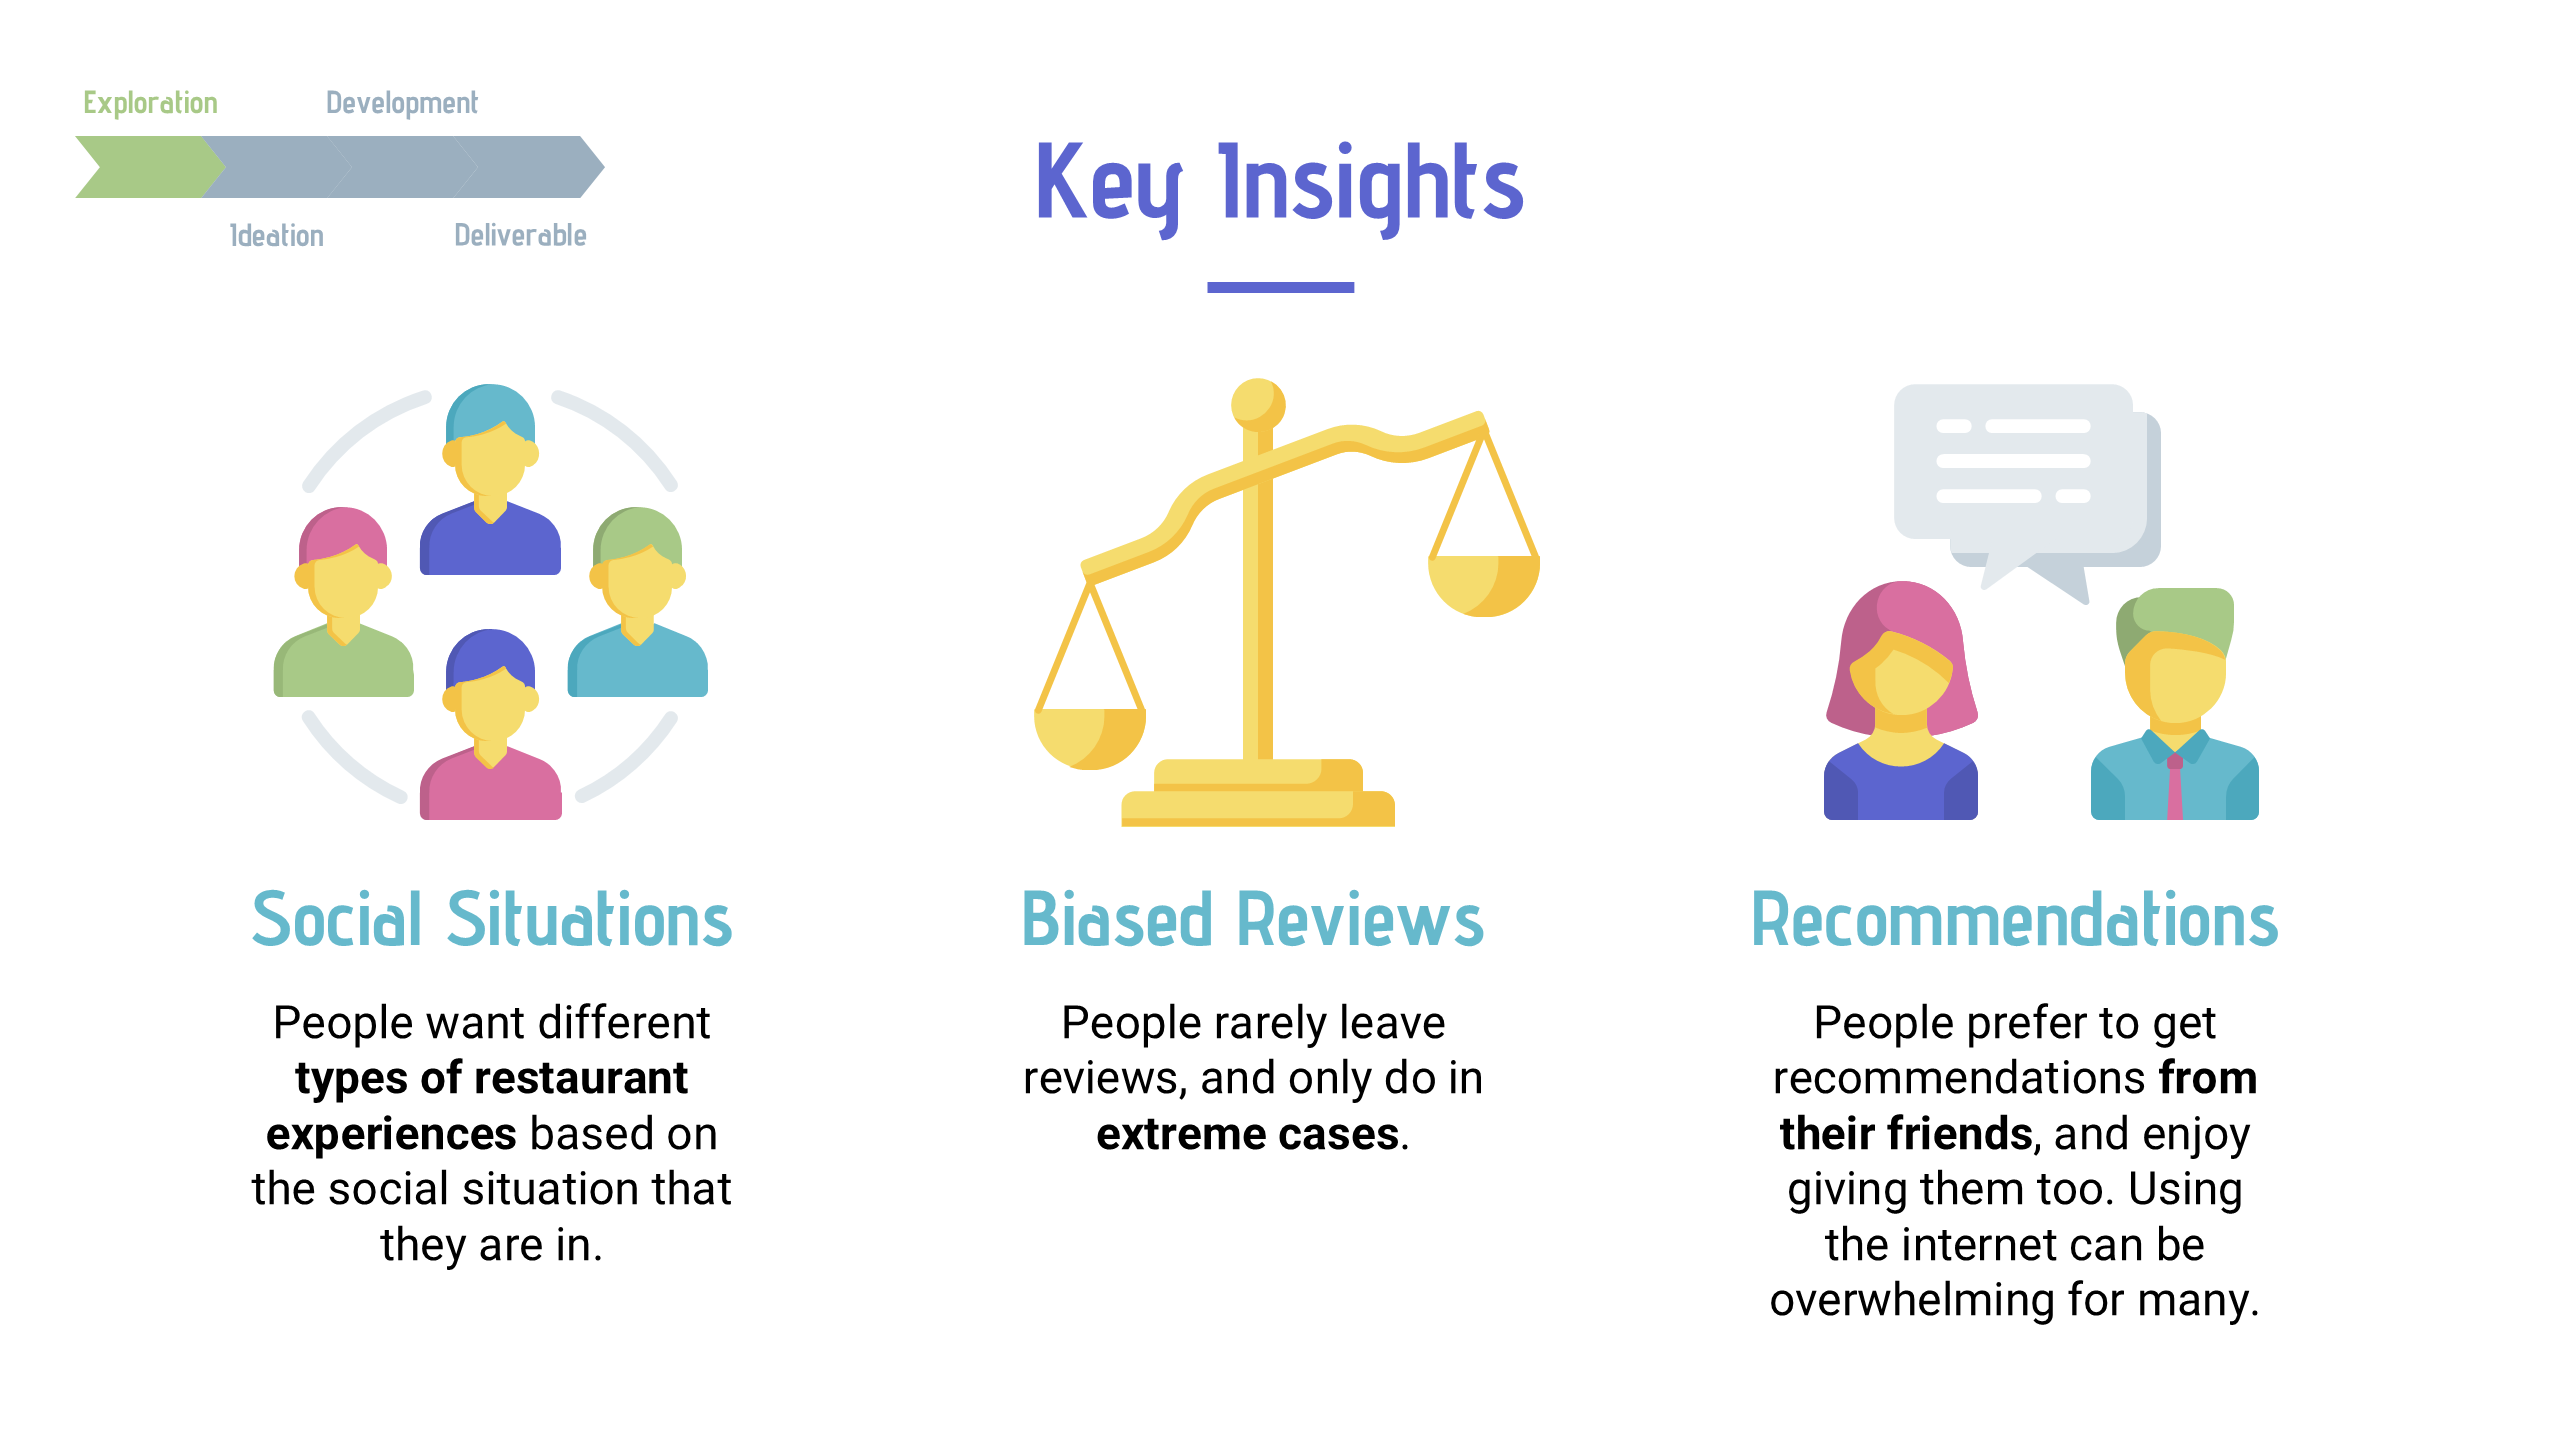 Exploration
Development
Ideation
Deliverable
Key Insights
Social Situations
People want different
types of restaurant
experiences based on
the social situation that
they are in.
Biased Reviews
People rarely leave
reviews, and only do in
extreme cases.
Recommendations
People prefer to get
recommendations from
their friends, and enjoy
giving them too. Using
the internet can be
overwhelming for many.